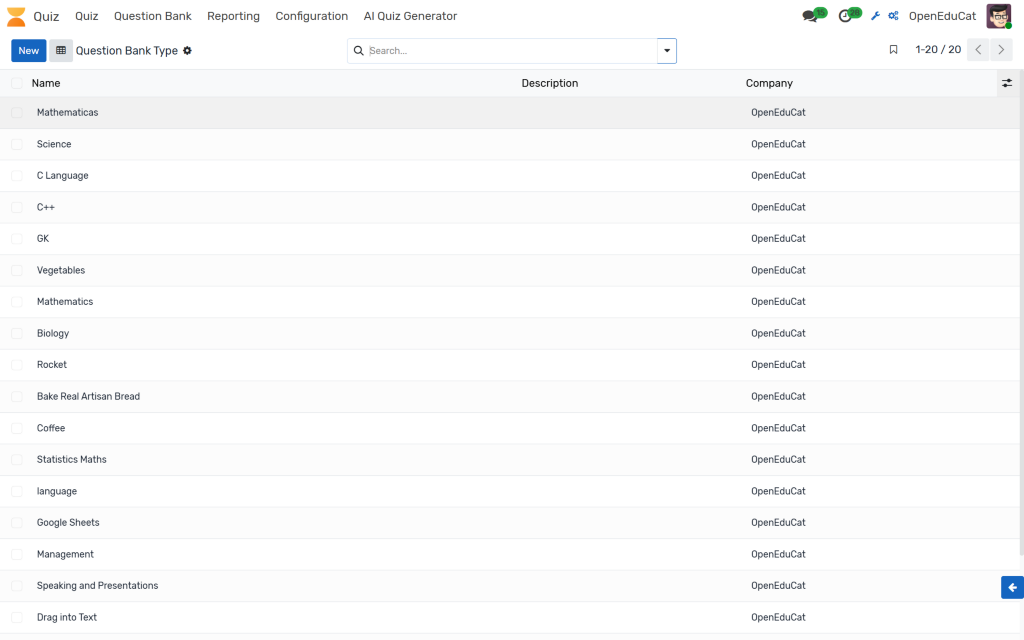 Quiz Quiz Question Bank Reporting Configuration AI Quiz Generator 15 28 OpenEduCat
New Question Bank Type Search... 1-20 / 20
Name Description Company
Mathematicas OpenEduCat
Science OpenEduCat
C Language OpenEduCat
C++ OpenEduCat
GK OpenEduCat
Vegetables OpenEduCat
Mathematics OpenEduCat
Biology OpenEduCat
Rocket OpenEduCat
Bake Real Artisan Bread OpenEduCat
Coffee OpenEduCat
Statistics Maths OpenEduCat
language OpenEduCat
Google Sheets OpenEduCat
Management OpenEduCat
Speaking and Presentations OpenEduCat
Drag into Text OpenEduCat